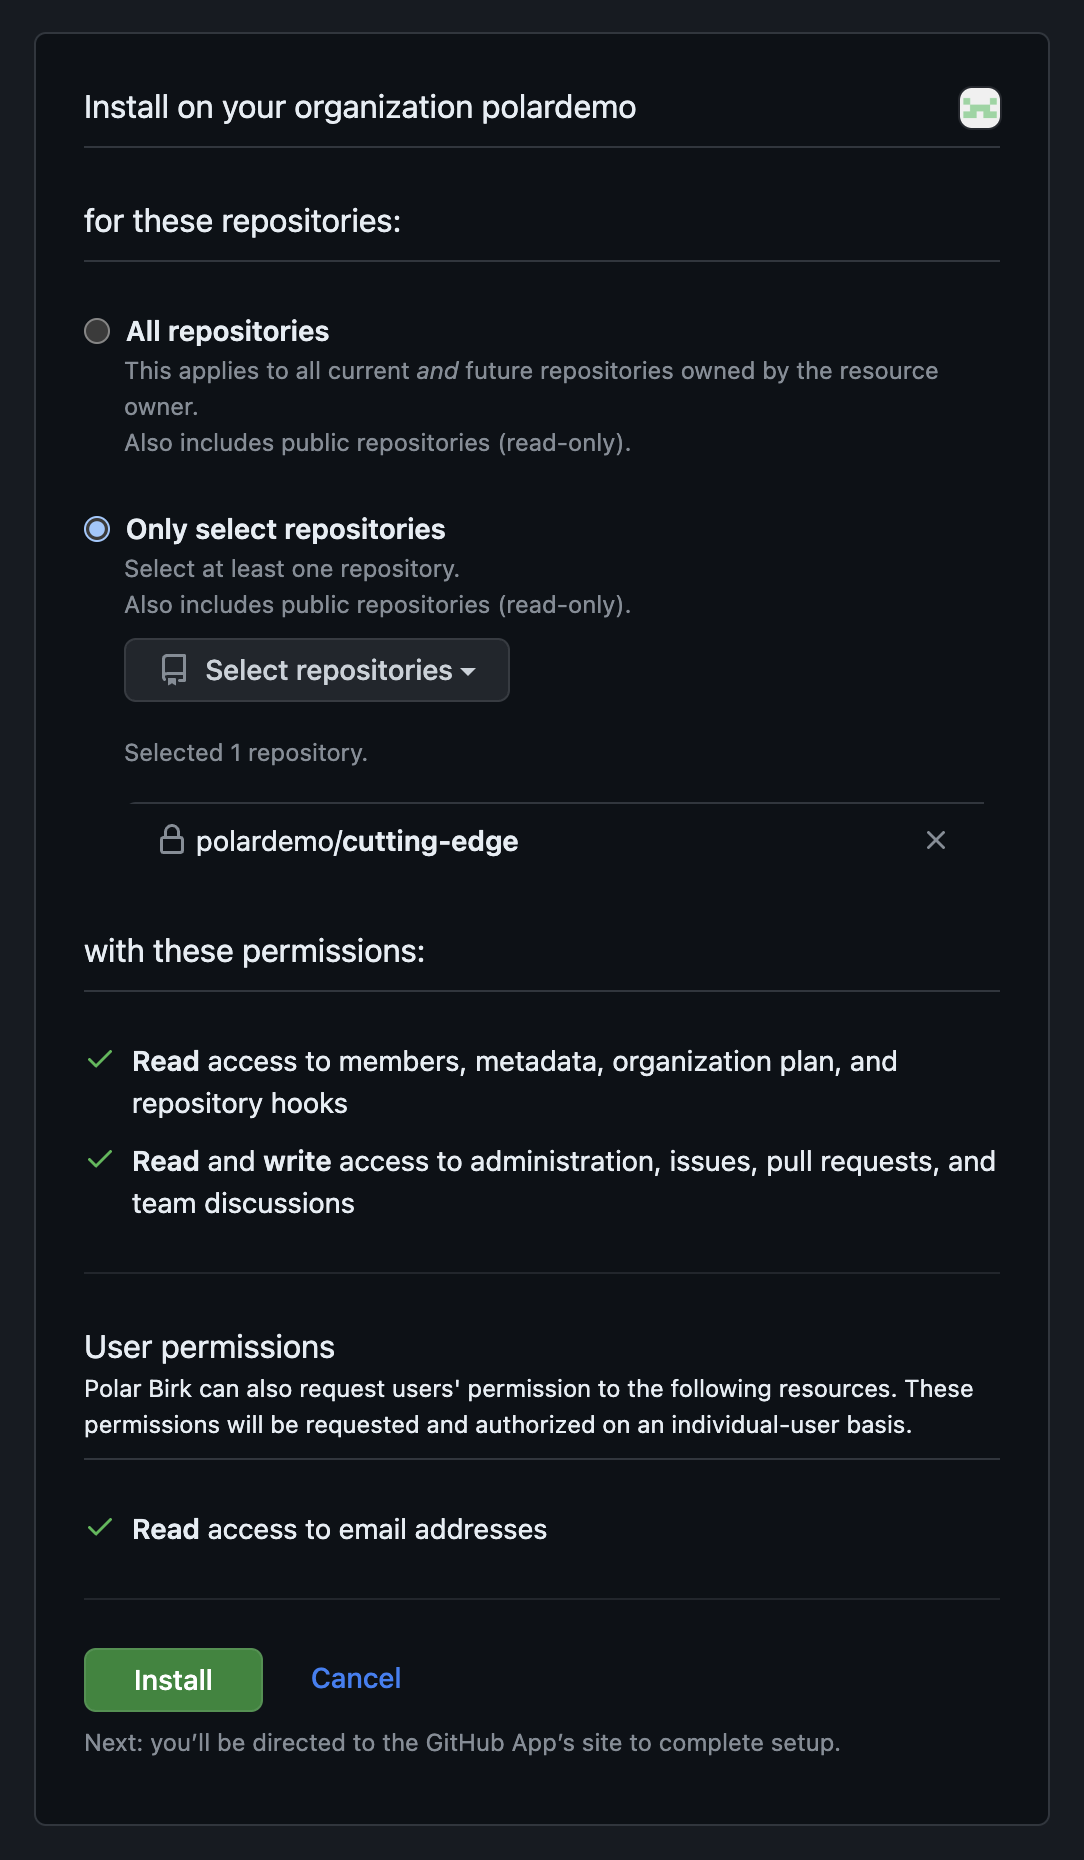 Install on your organization polardemo
for these repositories:
All repositories
This applies to all current and future repositories owned by the resource
owner.
Also includes public repositories (read-only).
Only select repositories
Select at least one repository.
Also includes public repositories (read-only).
Select repositories
Selected 1 repository.
polardemo/cutting-edge
with these permissions:
Read access to members, metadata, organization plan, and
repository hooks
Read and write access to administration, issues, pull requests, and
team discussions
User permissions
Polar Birk can also request users' permission to the following resources. These
permissions will be requested and authorized on an individual-user basis.
Read access to email addresses
Install
Cancel
Next: you’ll be directed to the GitHub App’s site to complete setup.